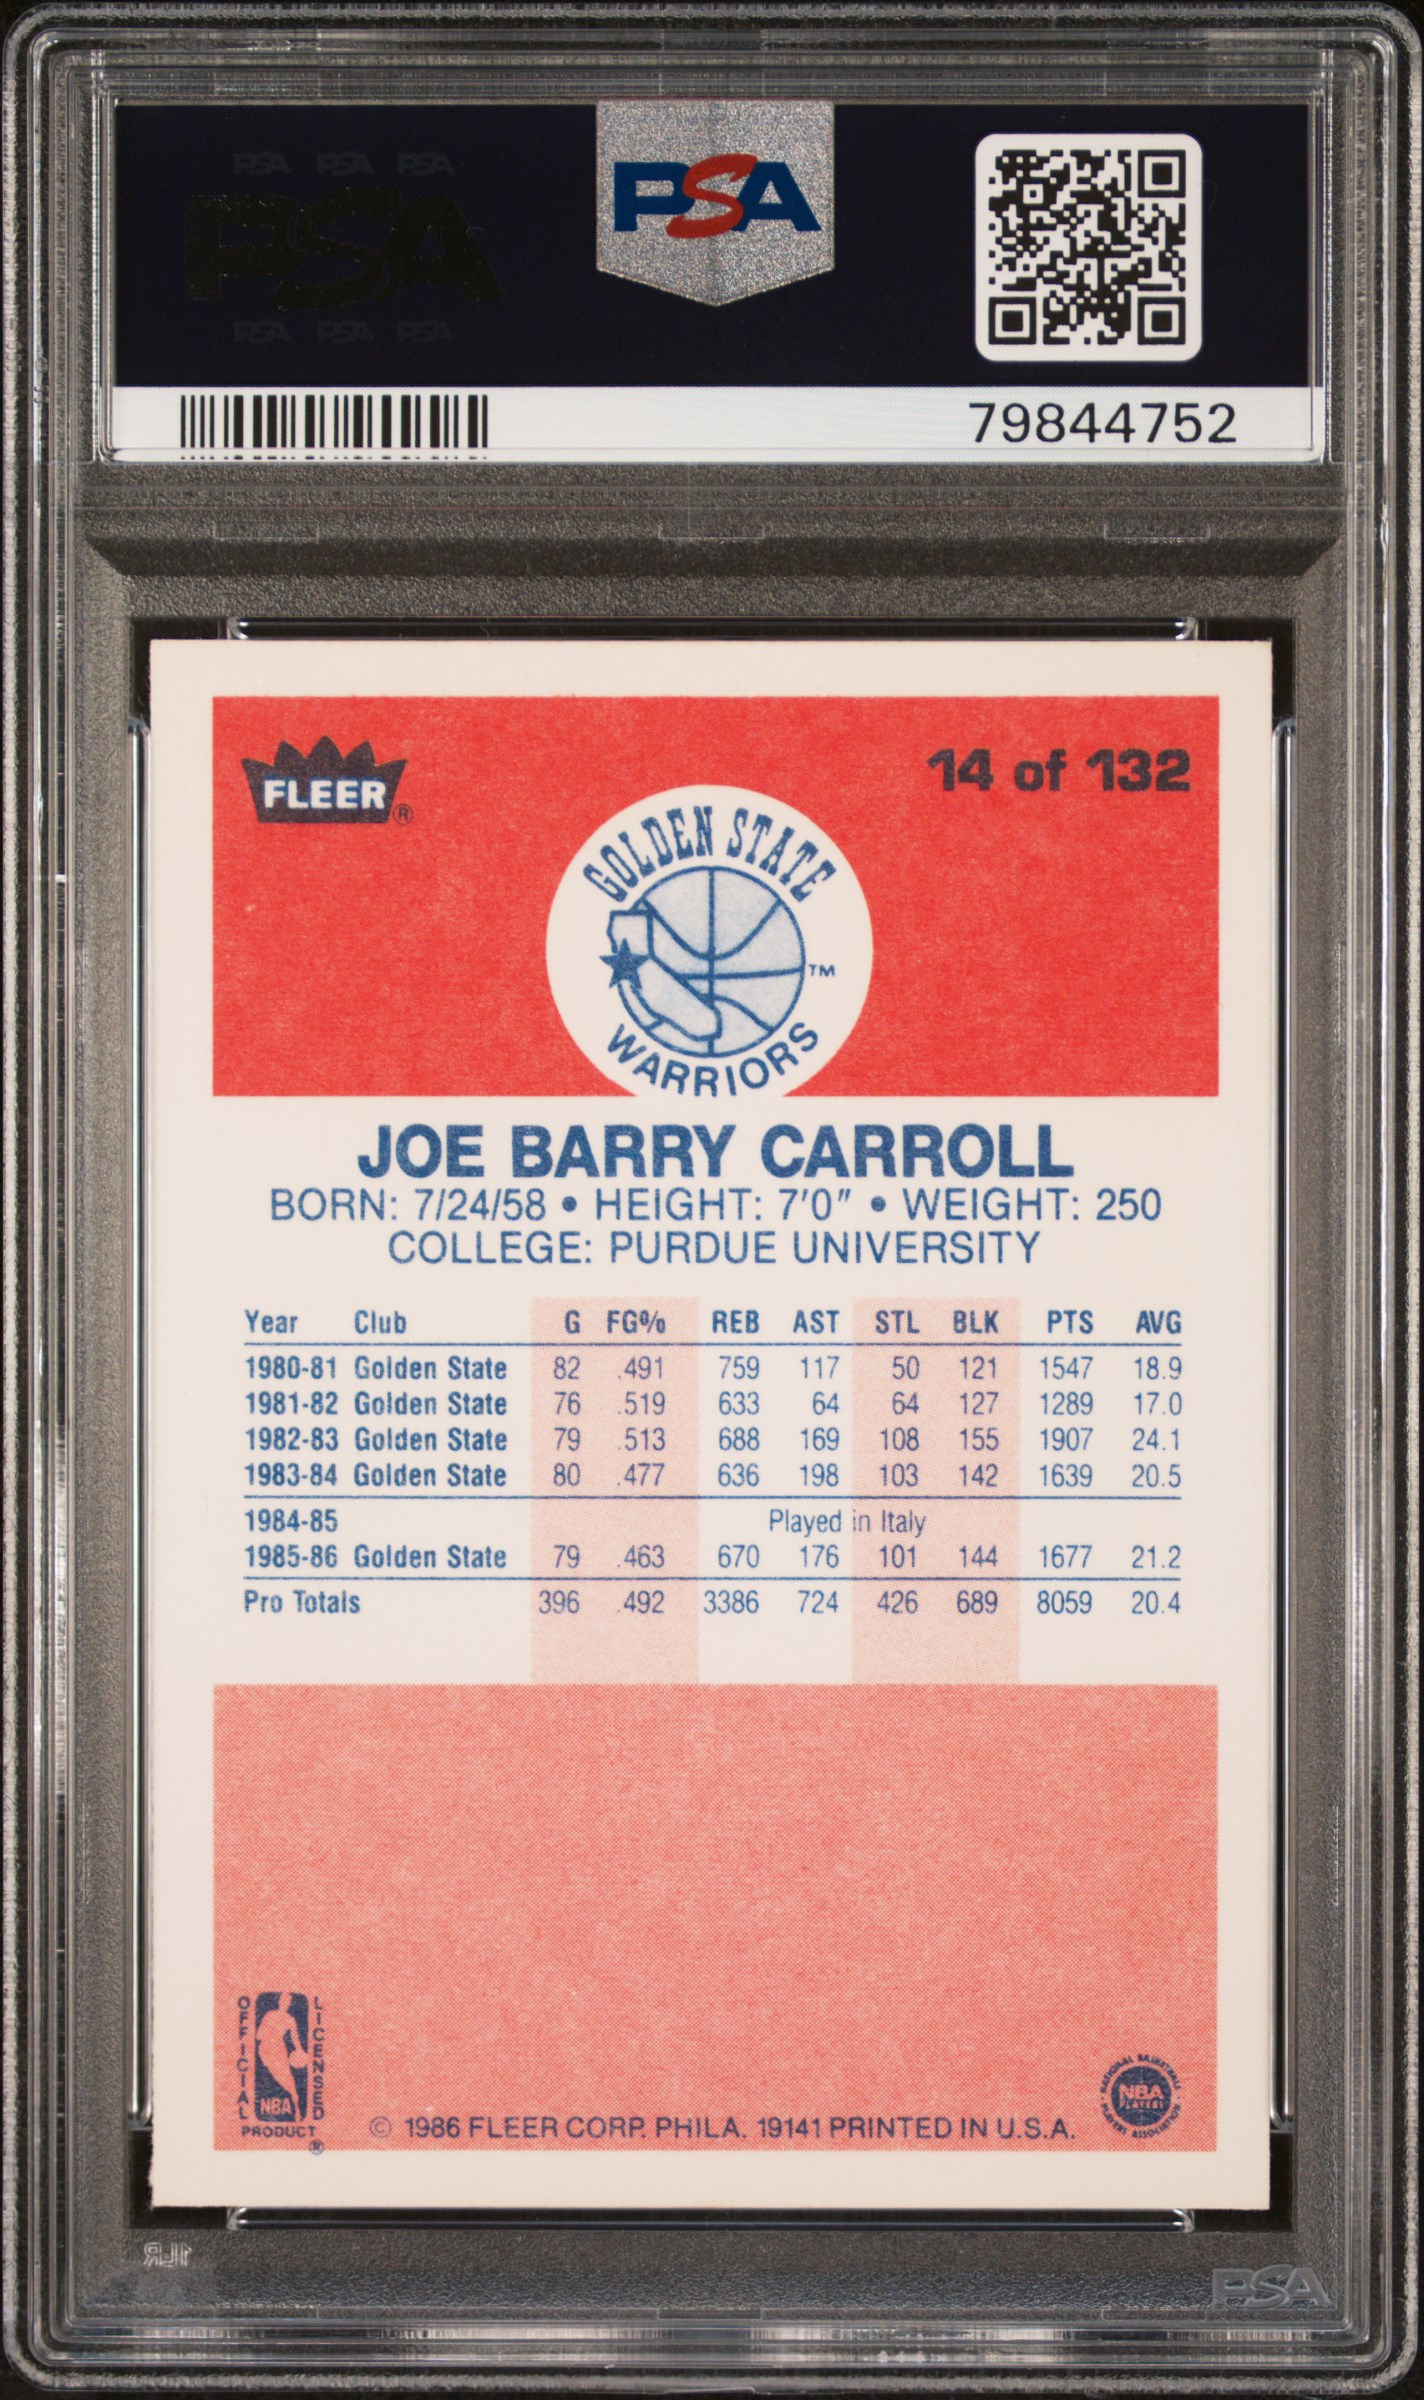 PSA PSA PSA
PSA
PSA PSA PSA
PSA
79844752
FLEER®
14 of 132
GOLDEN STATE
WARRIORS
TM
JOE BARRY CARROLL
BORN: 7/24/58 • HEIGHT: 7'0" • WEIGHT: 250
COLLEGE: PURDUE UNIVERSITY
Year Club G FG% REB AST STL BLK PTS AVG
1980-81 Golden State 82 .491 759 117 50 121 1547 18.9
1981-82 Golden State 76 .519 633 64 64 127 1289 17.0
1982-83 Golden State 79 .513 688 169 108 155 1907 24.1
1983-84 Golden State 80 .477 636 198 103 142 1639 20.5
1984-85 Played in Italy
1985-86 Golden State 79 .463 670 176 101 144 1677 21.2
Pro Totals 396 .492 3386 724 426 689 8059 20.4
OFFICIAL LICENSED
NBA
PRODUCT ®
© 1986 FLEER CORP. PHILA. 19141 PRINTED IN U.S.A.
NATIONAL BASKETBALL
NBA
PLAYERS
PLAYERS ASSOCIATION
PSA